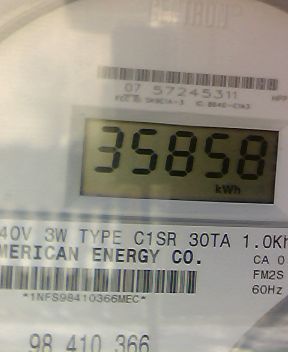 07 57245311
35858
kWh
40V 3W TYPE C1SR 30TA 1.0Kh
MERICAN ENERGY CO.
CA 0
FM2S
60Hz
*1NFS98410366MEC*
98 410 366